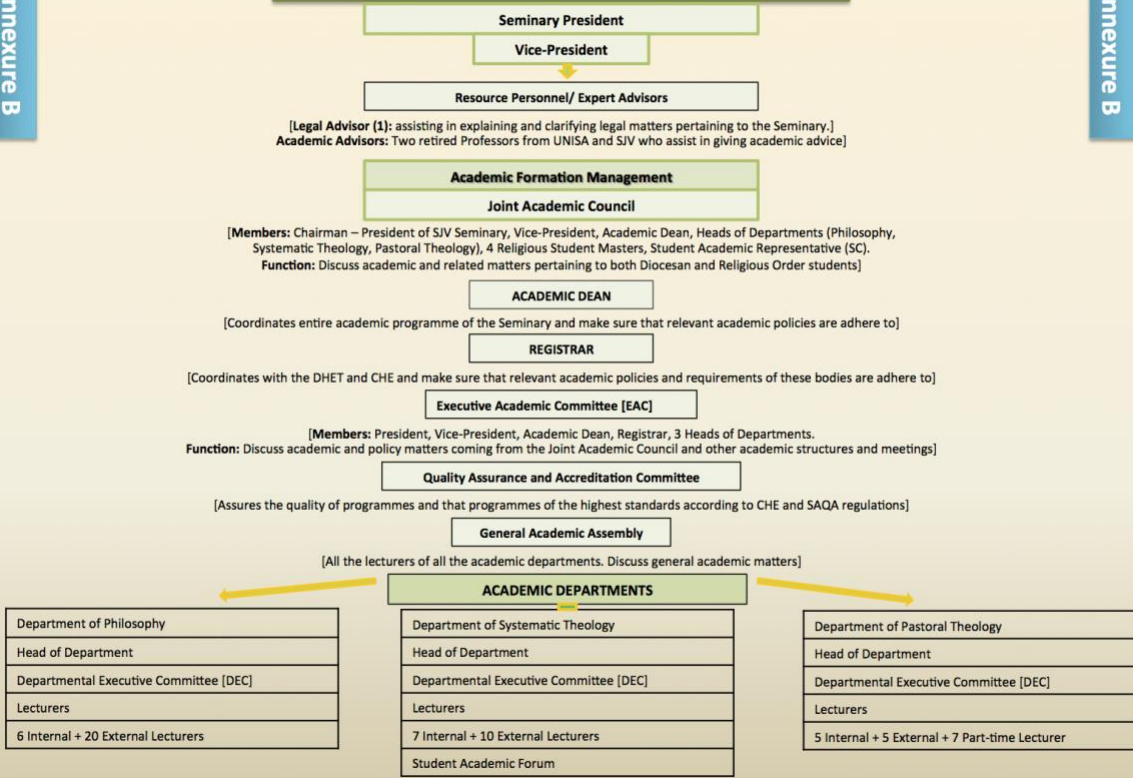 nnexure B
nnexure B
Seminary President
Vice-President
Resource Personnel/ Expert Advisors
[Legal Advisor (1): assisting in explaining and clarifying legal matters pertaining to the Seminary.]
Academic Advisors: Two retired Professors from UNISA and SJV who assist in giving academic advice]
Academic Formation Management
Joint Academic Council
[Members: Chairman – President of SJV Seminary, Vice-President, Academic Dean, Heads of Departments (Philosophy,
Systematic Theology, Pastoral Theology), 4 Religious Student Masters, Student Academic Representative (SC).
Function: Discuss academic and related matters pertaining to both Diocesan and Religious Order students]
ACADEMIC DEAN
[Coordinates entire academic programme of the Seminary and make sure that relevant academic policies are adhere to]
REGISTRAR
[Coordinates with the DHET and CHE and make sure that relevant academic policies and requirements of these bodies are adhere to]
Executive Academic Committee [EAC]
[Members: President, Vice-President, Academic Dean, Registrar, 3 Heads of Departments.
Function: Discuss academic and policy matters coming from the Joint Academic Council and other academic structures and meetings]
Quality Assurance and Accreditation Committee
[Assures the quality of programmes and that programmes of the highest standards according to CHE and SAQA regulations]
General Academic Assembly
[All the lecturers of all the academic departments. Discuss general academic matters]
ACADEMIC DEPARTMENTS
Department of Philosophy
Head of Department
Departmental Executive Committee [DEC]
Lecturers
6 Internal + 20 External Lecturers
Department of Systematic Theology
Head of Department
Departmental Executive Committee [DEC]
Lecturers
7 Internal + 10 External Lecturers
Student Academic Forum
Department of Pastoral Theology
Head of Department
Departmental Executive Committee [DEC]
Lecturers
5 Internal + 5 External + 7 Part-time Lecturer